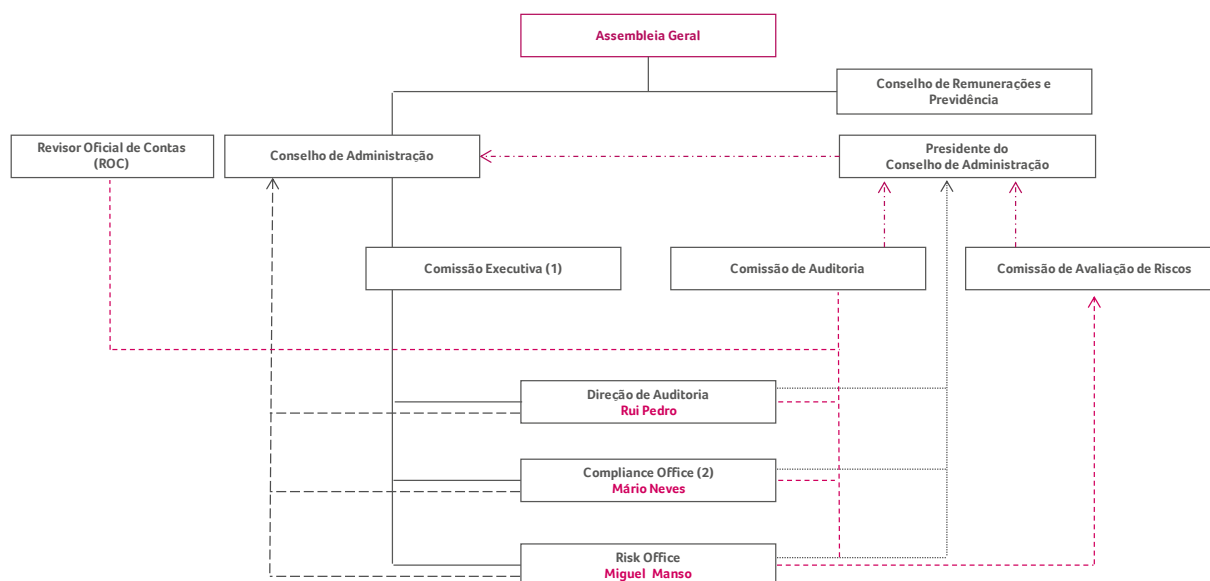 Assembleia Geral
Conselho de Remunerações e
Previdência
Revisor Oficial de Contas
(ROC)
Conselho de Administração
Presidente do
Conselho de Administração
Comissão Executiva (1)
Comissão de Auditoria
Comissão de Avaliação de Riscos
Direção de Auditoria
Rui Pedro
Compliance Office (2)
Mário Neves
Risk Office
Miguel Manso